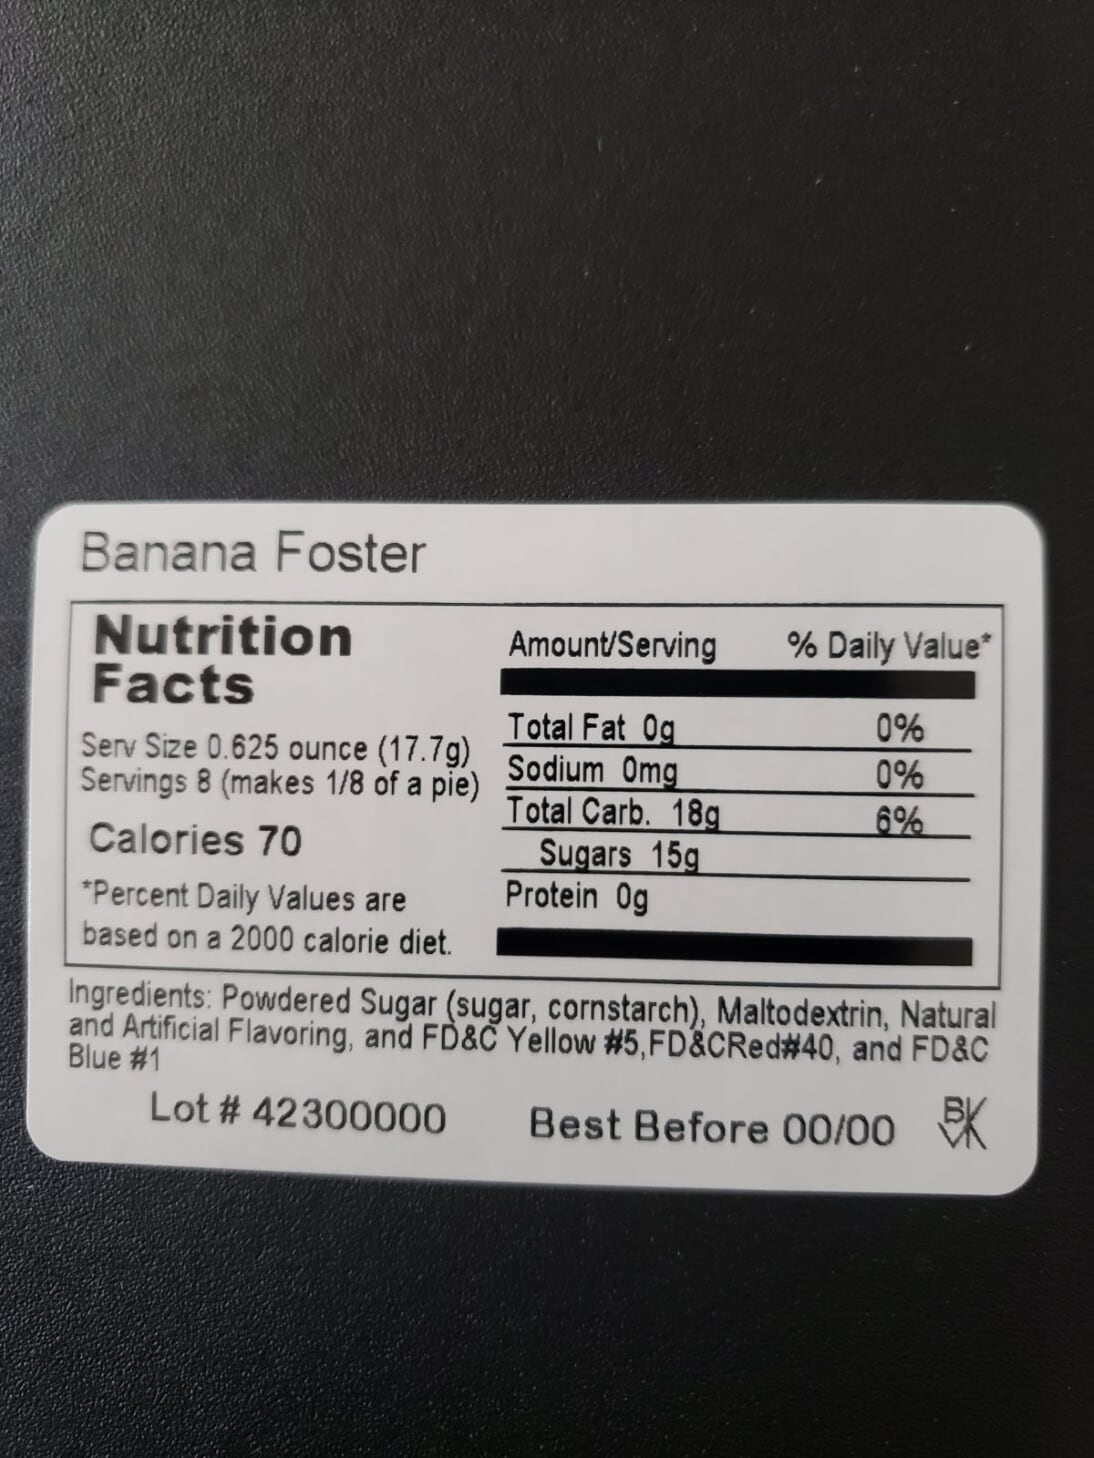 Banana Foster
Nutrition
Facts
Serv Size 0.625 ounce (17.7g)
Servings 8 (makes 1/8 of a pie)
Calories 70
*Percent Daily Values are
based on a 2000 calorie diet.
Amount/Serving % Daily Value*
Total Fat 0g 0%
Sodium 0mg 0%
Total Carb. 18g 6%
Sugars 15g
Protein 0g
Ingredients: Powdered Sugar (sugar, cornstarch), Maltodextrin, Natural
and Artificial Flavoring, and FD&C Yellow #5,FD&CRed#40, and FD&C
Blue #1
Lot # 42300000 Best Before 00/00 BK